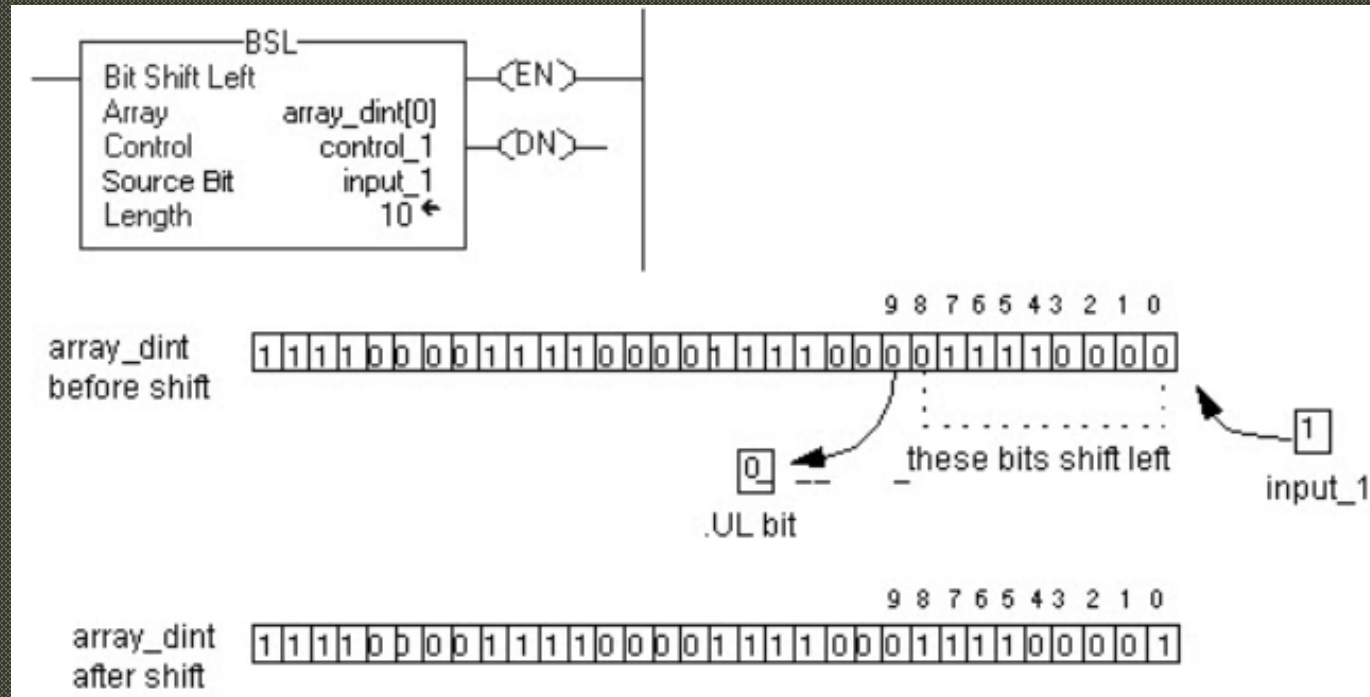 BSL
Bit Shift Left
(EN)
Array array_dint[0]
Control control_1
(DN)
Source Bit input_1
Length 10
9 8 7 6 5 4 3 2 1 0
array_dint
before shift
1 1 1 1 0 0 0 0 1 1 1 1 0 0 0 0 1 1 1 1 0 0 0 0 1 1 1 1 0 0 0 0
these bits shift left
0
.UL bit
1
input_1
9 8 7 6 5 4 3 2 1 0
array_dint
after shift
1 1 1 1 0 0 0 0 1 1 1 1 0 0 0 0 1 1 1 1 0 0 0 1 1 1 1 0 0 0 0 1